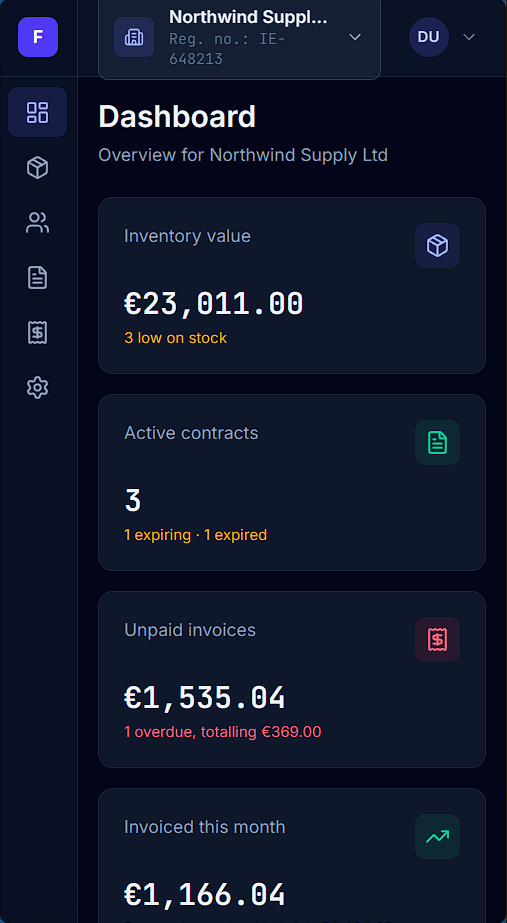 F
Northwind Suppl...
Reg. no.: IE-
648213
DU
Dashboard
Overview for Northwind Supply Ltd
Inventory value
€23,011.00
3 low on stock
Active contracts
3
1 expiring · 1 expired
Unpaid invoices
€1,535.04
1 overdue, totalling €369.00
Invoiced this month
€1,166.04